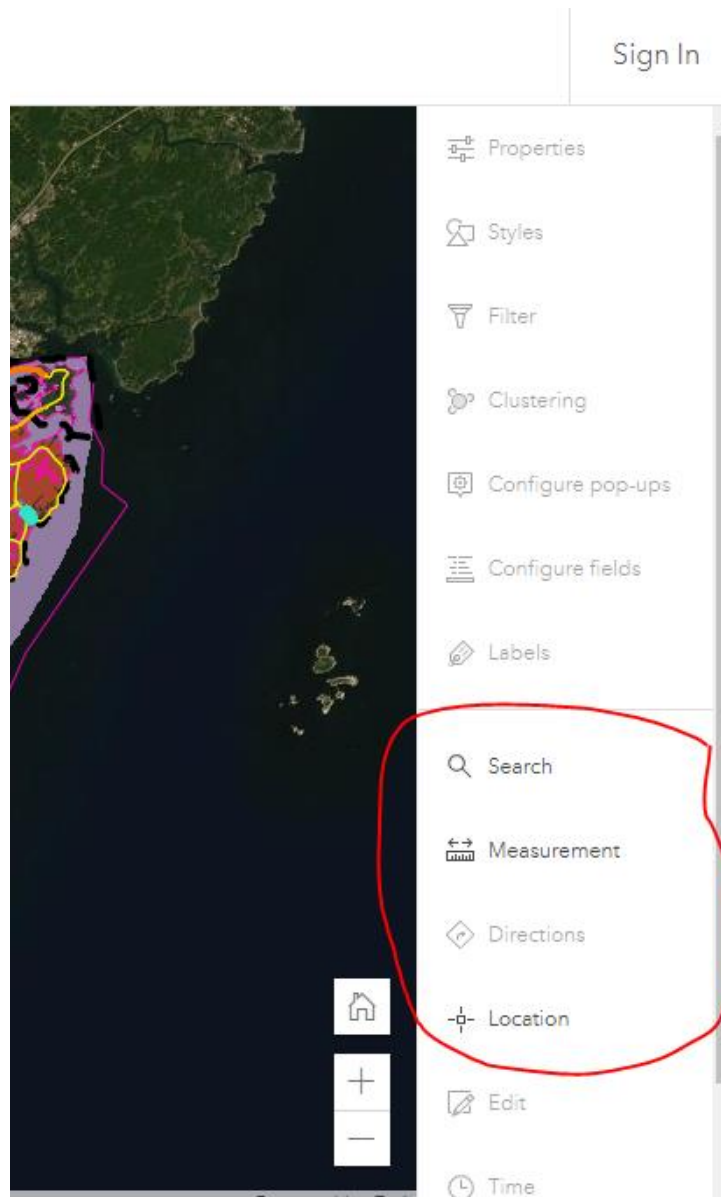 Sign In
Properties
Styles
Filter
Clustering
Configure pop-ups
Configure fields
Labels
Search
Measurement
Directions
Location
Edit
Time